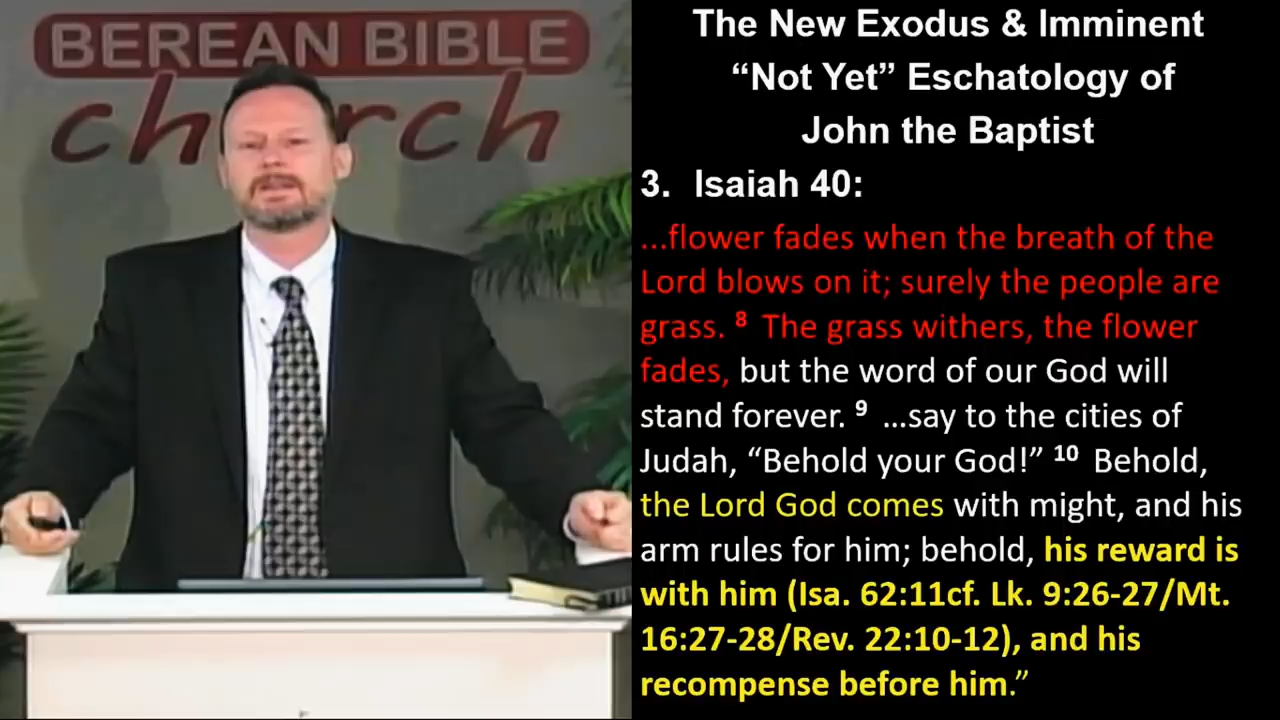 BEREAN BIBLE
church
The New Exodus & Imminent
“Not Yet” Eschatology of
John the Baptist
3. Isaiah 40:
...flower fades when the breath of the
Lord blows on it; surely the people are
grass. 8 The grass withers, the flower
fades, but the word of our God will
stand forever. 9 ...say to the cities of
Judah, “Behold your God!” 10 Behold,
the Lord God comes with might, and his
arm rules for him; behold, his reward is
with him (Isa. 62:11cf. Lk. 9:26-27/Mt.
16:27-28/Rev. 22:10-12), and his
recompense before him.”